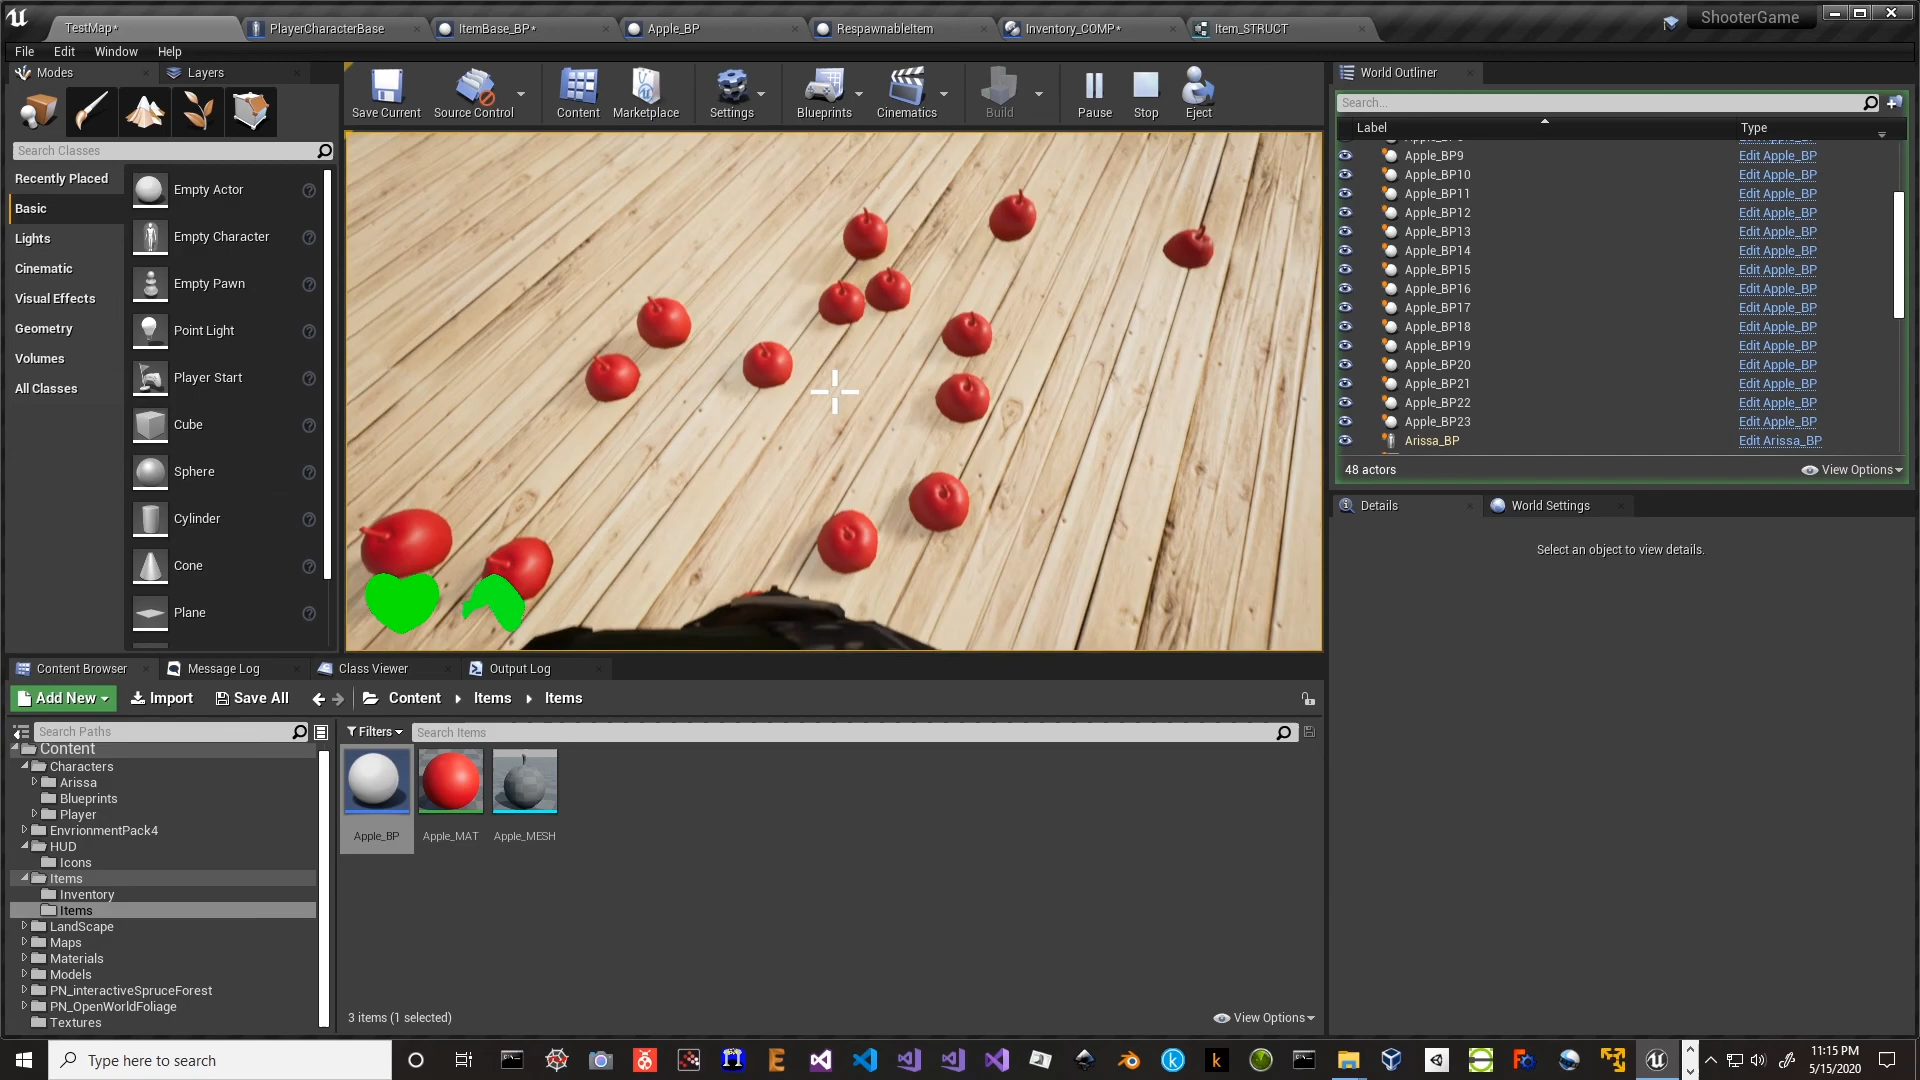 TestMap*
PlayerCharacterBase
ItemBase_BP*
Apple_BP
RespawnableItem
Inventory_COMP*
Item_STRUCT
ShooterGame
File Edit Window Help
Modes
Layers
Save Current
Source Control
Content
Marketplace
Settings
Blueprints
Cinematics
Build
Pause
Stop
Eject
Search Classes
Recently Placed
Basic
Lights
Cinematic
Visual Effects
Geometry
Volumes
All Classes
Empty Actor
Empty Character
Empty Pawn
Point Light
Player Start
Cube
Sphere
Cylinder
Cone
Plane
World Outliner
Search...
Label Type
Apple_BP9 Edit Apple_BP
Apple_BP10 Edit Apple_BP
Apple_BP11 Edit Apple_BP
Apple_BP12 Edit Apple_BP
Apple_BP13 Edit Apple_BP
Apple_BP14 Edit Apple_BP
Apple_BP15 Edit Apple_BP
Apple_BP16 Edit Apple_BP
Apple_BP17 Edit Apple_BP
Apple_BP18 Edit Apple_BP
Apple_BP19 Edit Apple_BP
Apple_BP20 Edit Apple_BP
Apple_BP21 Edit Apple_BP
Apple_BP22 Edit Apple_BP
Apple_BP23 Edit Apple_BP
Arissa_BP Edit Arissa_BP
48 actors View Options
Details
World Settings
Select an object to view details.
Content Browser
Message Log
Class Viewer
Output Log
Add New Import Save All Content Items Items
Search Paths
Content
Characters
Arissa
Blueprints
Player
EnvrionmentPack4
HUD
Icons
Items
Inventory
Items
LandScape
Maps
Materials
Models
PN_interactiveSpruceForest
PN_OpenWorldFoliage
Textures
Filters Search Items
Apple_BP
Apple_MAT
Apple_MESH
3 items (1 selected) View Options
Type here to search
11:15 PM
5/15/2020